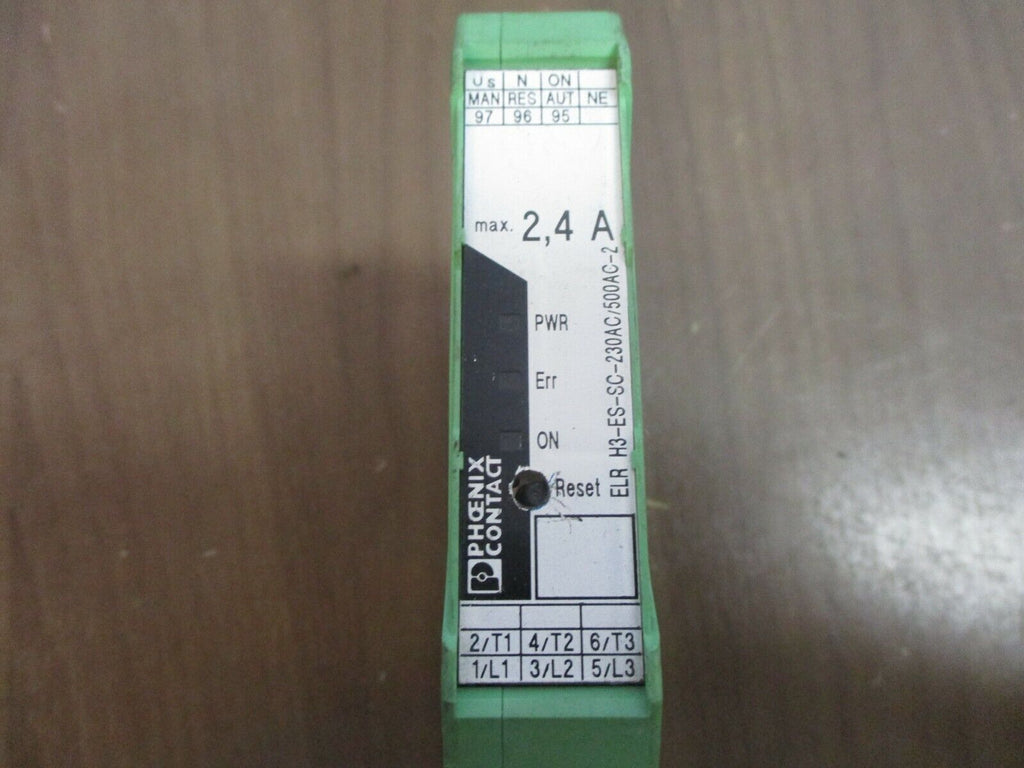 Us N ON
MAN RES AUT NE
97 96 95
max. 2,4 A
PWR
Err
ON
Reset
ELR H3-ES-SC-230AC/500AC-2
PHŒNIX
CONTACT
2/T1 4/T2 6/T3
1/L1 3/L2 5/L3